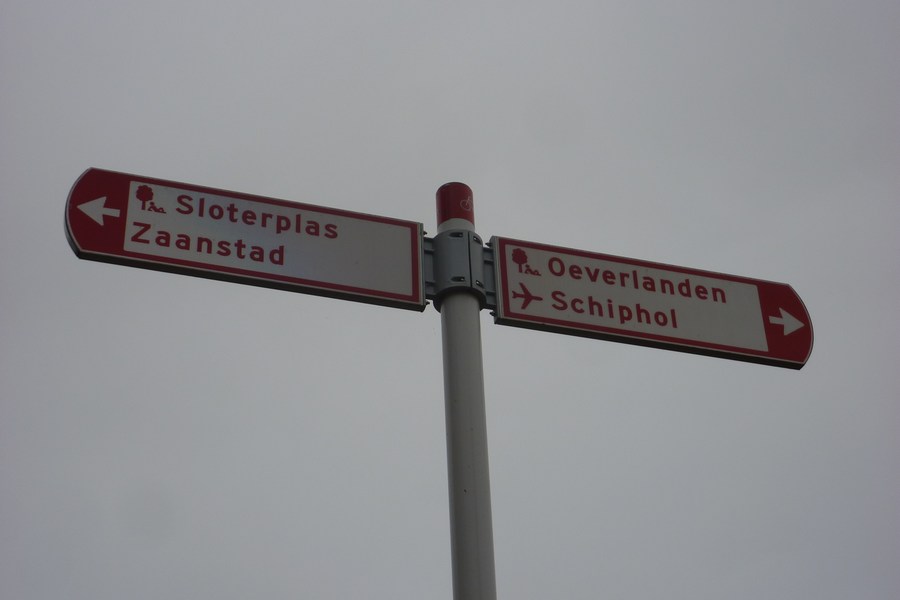 Sloterplas
Zaanstad
Oeverlanden
Schiphol